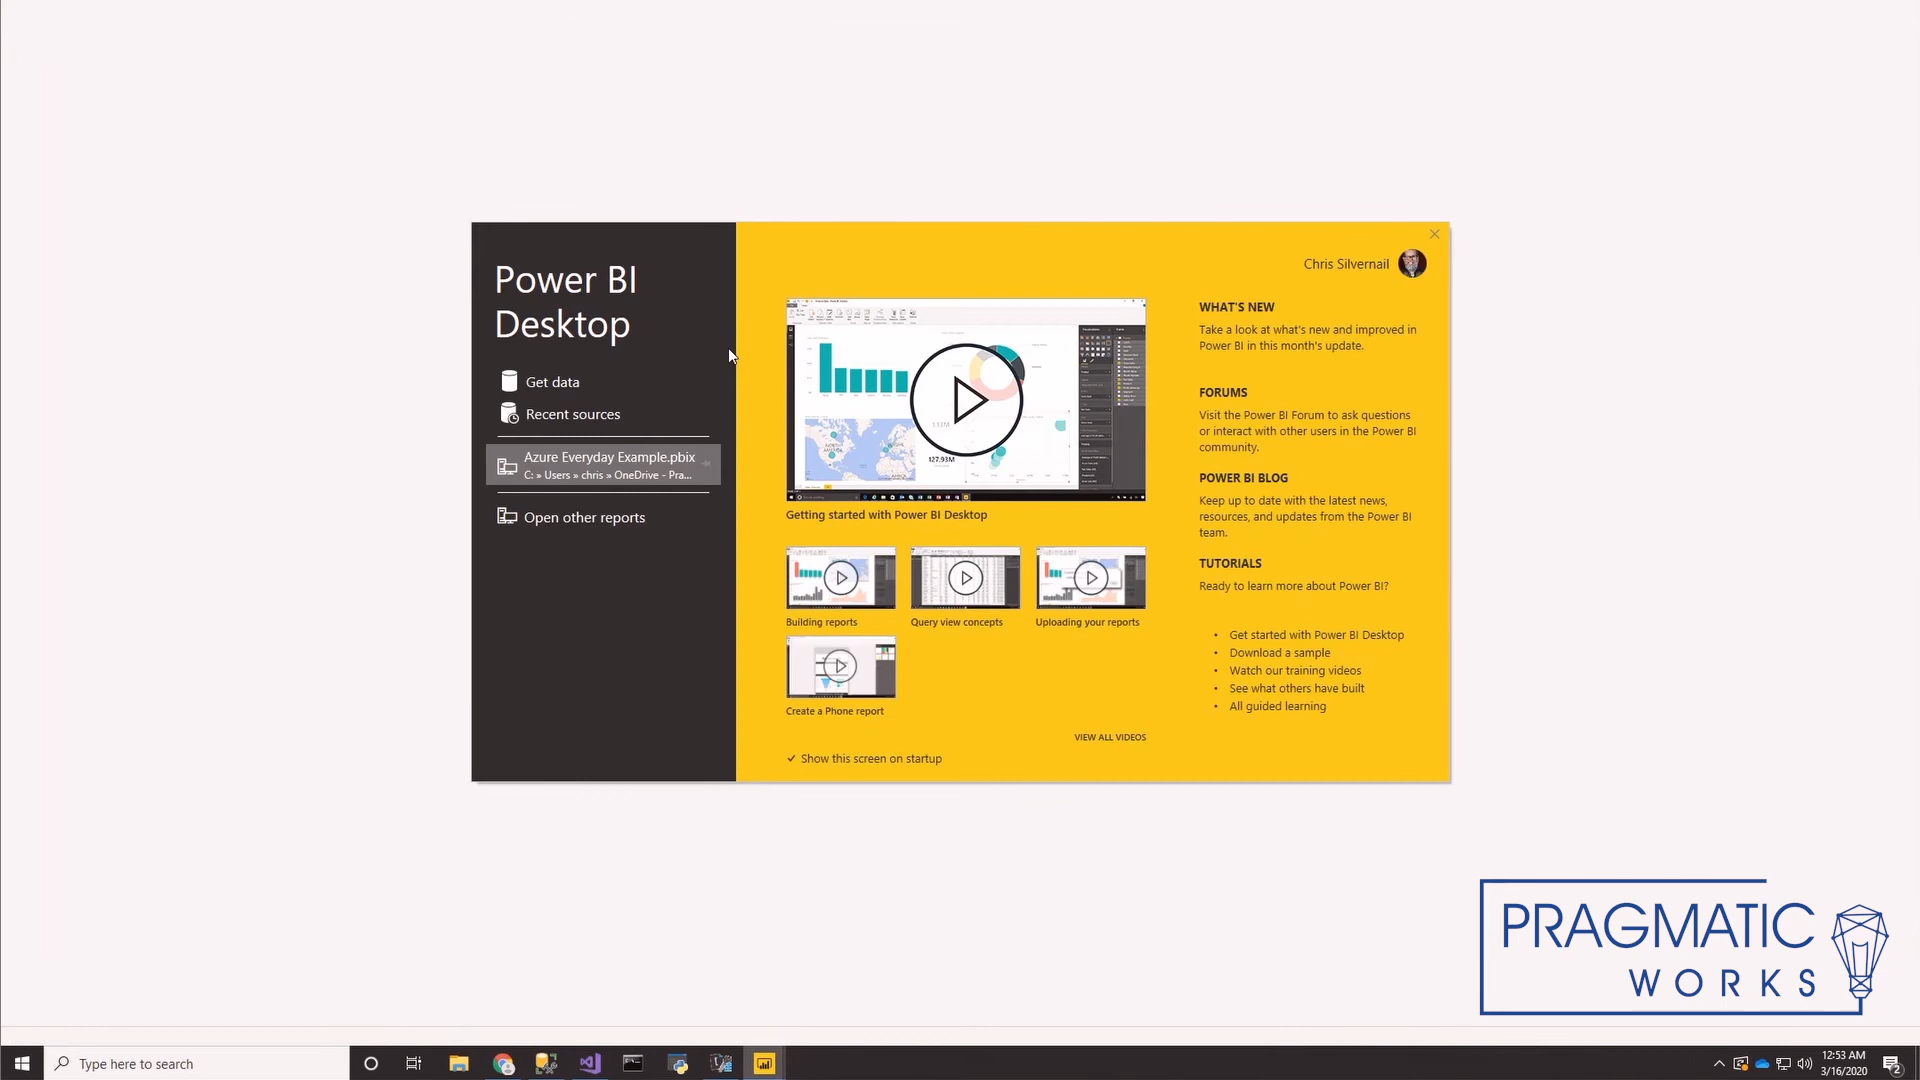 Power BI
Desktop
Get data
Recent sources
Azure Everyday Example.pbix
C: » Users » chris » OneDrive - Pra...
Open other reports
Chris Silvernail
127.93M
Getting started with Power BI Desktop
Building reports
Query view concepts
Uploading your reports
Create a Phone report
VIEW ALL VIDEOS
Show this screen on startup
WHAT'S NEW
Take a look at what's new and improved in
Power BI in this month's update.
FORUMS
Visit the Power BI Forum to ask questions
or interact with other users in the Power BI
community.
POWER BI BLOG
Keep up to date with the latest news,
resources, and updates from the Power BI
team.
TUTORIALS
Ready to learn more about Power BI?
• Get started with Power BI Desktop
• Download a sample
• Watch our training videos
• See what others have built
• All guided learning
PRAGMATIC
WORKS
Type here to search
12:53 AM
3/16/2020
2